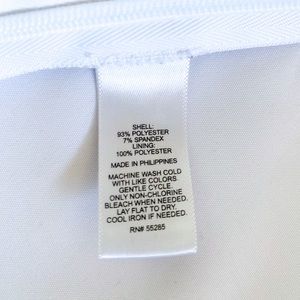 SHELL:
93% POLYESTER
7% SPANDEX
LINING:
100% POLYESTER
MADE IN PHILIPPINES
MACHINE WASH COLD
WITH LIKE COLORS
GENTLE CYCLE.
ONLY NON-CHLORINE
BLEACH WHEN NEEDED.
LAY FLAT TO DRY.
COOL IRON IF NEEDED.
RN# 55285